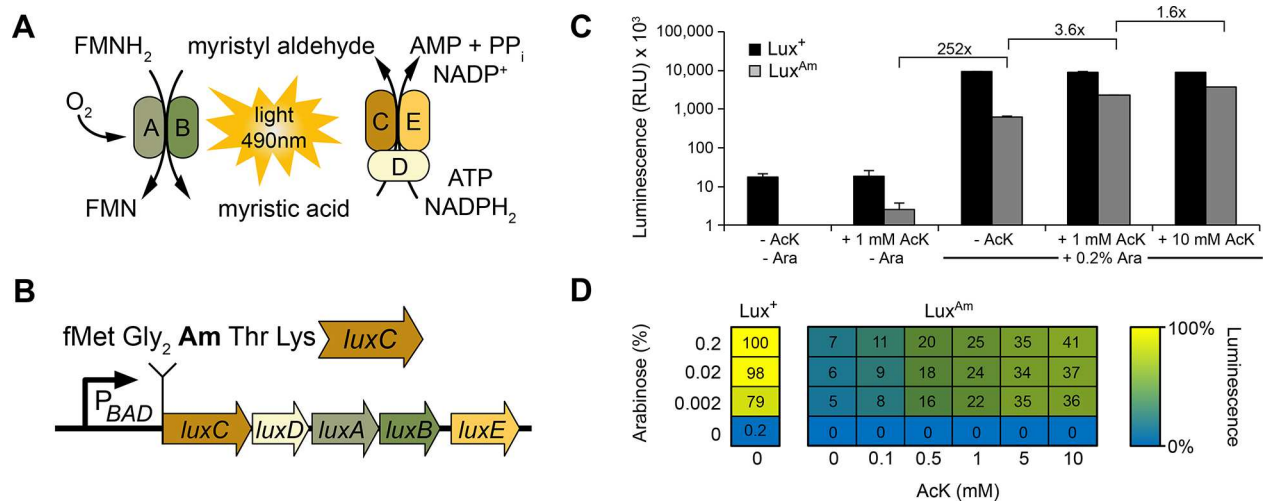 A
FMNH2
myristyl aldehyde
AMP + PPi
NADP+
O2
A
B
light
490nm
C
E
D
FMN
myristic acid
ATP
NADPH2
B
fMet Gly2 Am Thr Lys
luxC
PBAD
luxC
luxD
luxA
luxB
luxE
C
Luminescence (RLU) x 10³
100,000
10,000
1,000
100
10
1
Lux+
LuxAm
252x
3.6x
1.6x
- AcK
- Ara
+ 1 mM AcK
- Ara
- AcK
+ 1 mM AcK
+ 10 mM AcK
+ 0.2% Ara
D
Lux+
LuxAm
Arabinose (%)
0.2 100 7 11 20 25 35 41
0.02 98 6 9 18 24 34 37
0.002 79 5 8 16 22 35 36
0 0.2 0 0 0 0 0 0
0 0 0.1 0.5 1 5 10
AcK (mM)
100%
0%
Luminescence